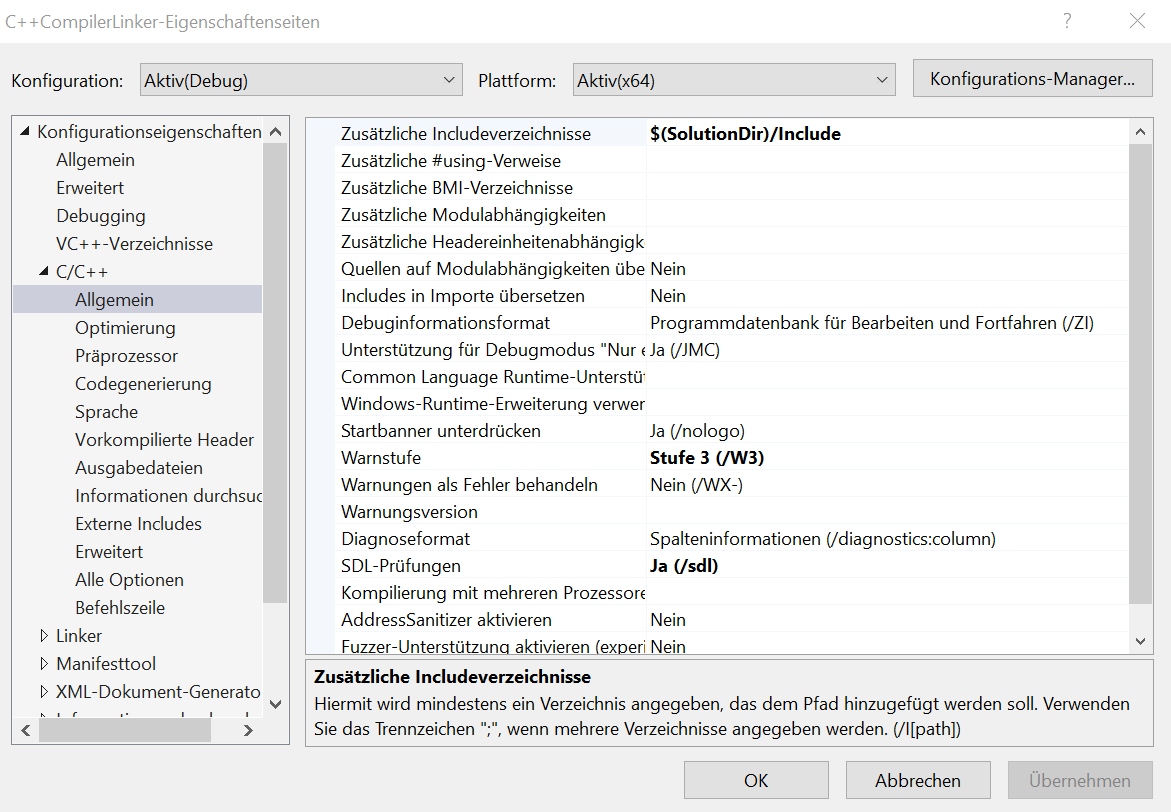 C++CompilerLinker-Eigenschaftenseiten
?
Konfiguration: Aktiv(Debug) Plattform: Aktiv(x64) Konfigurations-Manager...
Konfigurationseigenschaften
Allgemein
Erweitert
Debugging
VC++-Verzeichnisse
C/C++
Allgemein
Optimierung
Präprozessor
Codegenerierung
Sprache
Vorkompilierte Header
Ausgabedateien
Informationen durchsuc
Externe Includes
Erweitert
Alle Optionen
Befehlszeile
Linker
Manifesttool
XML-Dokument-Generato
Zusätzliche Includeverzeichnisse $(SolutionDir)/Include
Zusätzliche #using-Verweise
Zusätzliche BMI-Verzeichnisse
Zusätzliche Modulabhängigkeiten
Zusätzliche Headereinheitenabhängigk
Quellen auf Modulabhängigkeiten übe Nein
Includes in Importe übersetzen Nein
Debuginformationsformat Programmdatenbank für Bearbeiten und Fortfahren (/ZI)
Unterstützung für Debugmodus "Nur e Ja (/JMC)
Common Language Runtime-Unterstüt
Windows-Runtime-Erweiterung verwer
Startbanner unterdrücken Ja (/nologo)
Warnstufe Stufe 3 (/W3)
Warnungen als Fehler behandeln Nein (/WX-)
Warnungsversion
Diagnoseformat Spalteninformationen (/diagnostics:column)
SDL-Prüfungen Ja (/sdl)
Kompilierung mit mehreren Prozessore
AddressSanitizer aktivieren Nein
Fuzzer-Unterstützung aktivieren (experi Nein
Zusätzliche Includeverzeichnisse
Hiermit wird mindestens ein Verzeichnis angegeben, das dem Pfad hinzugefügt werden soll. Verwenden
Sie das Trennzeichen ";", wenn mehrere Verzeichnisse angegeben werden. (/I[path])
OK Abbrechen Übernehmen